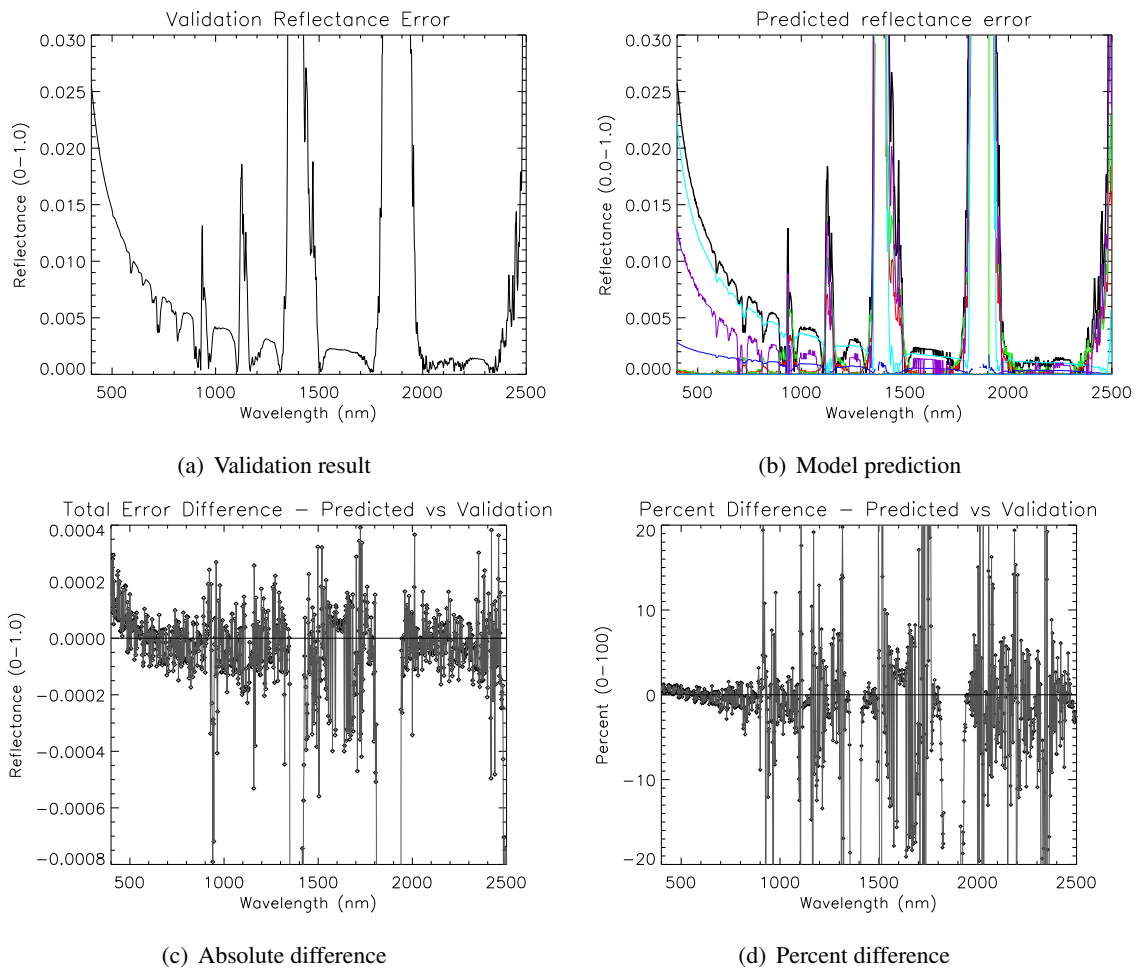 Validation Reflectance Error
0.030
0.025
0.020
0.015
0.010
0.005
0.000
Reflectance (0−1.0)
500 1000 1500 2000 2500
Wavelength (nm)
(a) Validation result
Predicted reflectance error
0.030
0.025
0.020
0.015
0.010
0.005
0.000
Reflectance (0.0−1.0)
500 1000 1500 2000 2500
Wavelength (nm)
(b) Model prediction
Total Error Difference − Predicted vs Validation
0.0004
0.0002
0.0000
−0.0002
−0.0004
−0.0006
−0.0008
Reflectance (0−1.0)
500 1000 1500 2000 2500
Wavelength (nm)
(c) Absolute difference
Percent Difference − Predicted vs Validation
20
10
0
−10
−20
Percent (0−100)
500 1000 1500 2000 2500
Wavelength (nm)
(d) Percent difference